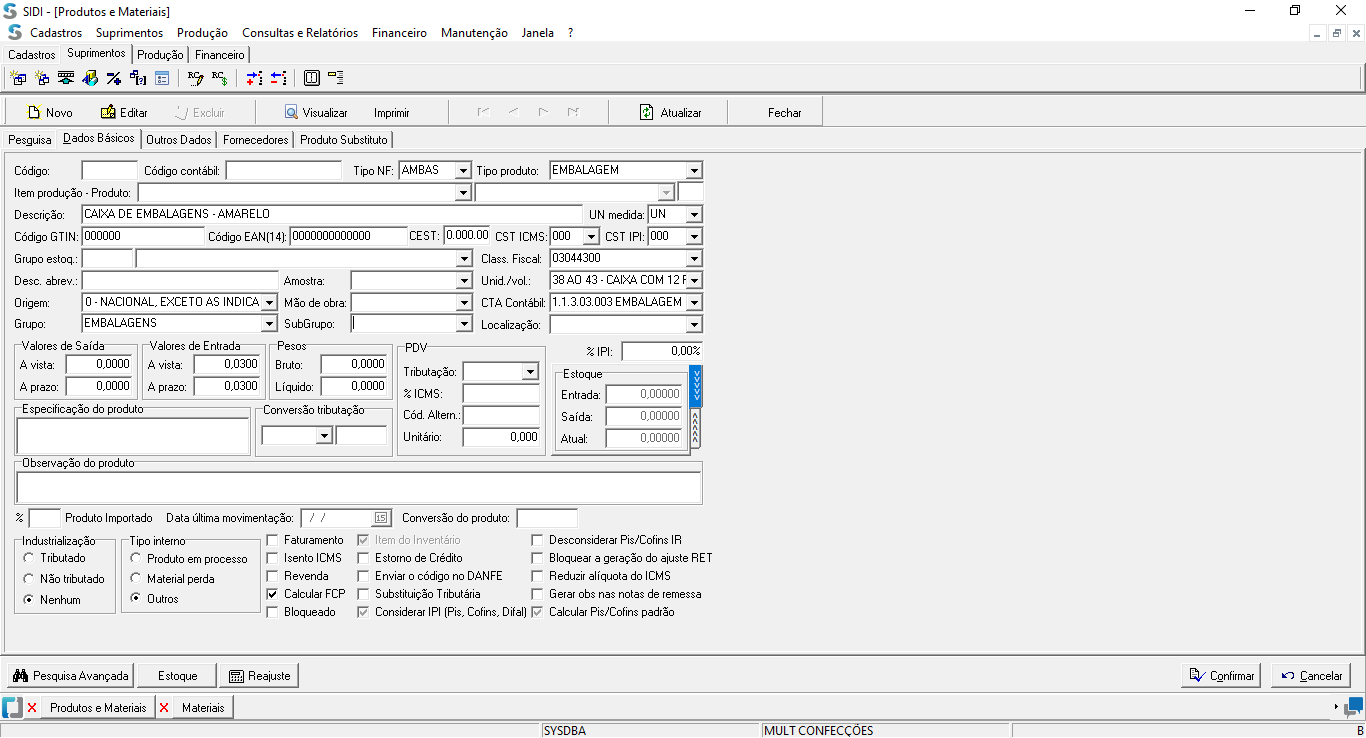 SIDI - [Produtos e Materiais]
Cadastros Suprimentos Produção Consultas e Relatórios Financeiro Manutenção Janela ?
Cadastros Suprimentos Produção Financeiro
Novo Editar Excluir Visualizar Imprimir Atualizar Fechar
Pesquisa Dados Básicos Outros Dados Fornecedores Produto Substituto
Código: Código contábil: Tipo NF: AMBAS Tipo produto: EMBALAGEM
Item produção - Produto:
Descrição: CAIXA DE EMBALAGENS - AMARELO UN medida: UN
Código GTIN: 000000 Código EAN(14): 0000000000000 CEST: 0.000.00 CST ICMS: 000 CST IPI: 000
Grupo estoq.: Class. Fiscal: 03044300
Desc. abrev.: Amostra: Unid./vol.: 38 AO 43 - CAIXA COM 12 F
Origem: 0 - NACIONAL, EXCETO AS INDICA Mão de obra: CTA Contábil: 1.1.3.03.003 EMBALAGEM
Grupo: EMBALAGENS SubGrupo: Localização:
Valores de Saída Valores de Entrada Pesos PDV % IPI: 0,00%
A vista: 0,0000 A vista: 0,0300 Bruto: 0,0000 Tributação: Estoque
A prazo: 0,0000 A prazo: 0,0300 Líquido: 0,0000 % ICMS: Entrada: 0,00000
Especificação do produto Conversão tributação Cód. Altern.: Saída: 0,00000
Unitário: 0,000 Atual: 0,00000
Observação do produto
% Produto Importado Data última movimentação: / / 15 Conversão do produto:
Industrialização Tipo interno Faturamento Item do Inventário Desconsiderar Pis/Cofins IR
Tributado Produto em processo Isento ICMS Estorno de Crédito Bloquear a geração do ajuste RET
Não tributado Material perda Revenda Enviar o código no DANFE Reduzir alíquota do ICMS
Nenhum Outros Calcular FCP Substituição Tributária Gerar obs nas notas de remessa
Bloqueado Considerar IPI (Pis, Cofins, Difal) Calcular Pis/Cofins padrão
Pesquisa Avançada Estoque Reajuste Confirmar Cancelar
Produtos e Materiais Materiais
SYSDBA MULT CONFECÇÕES B